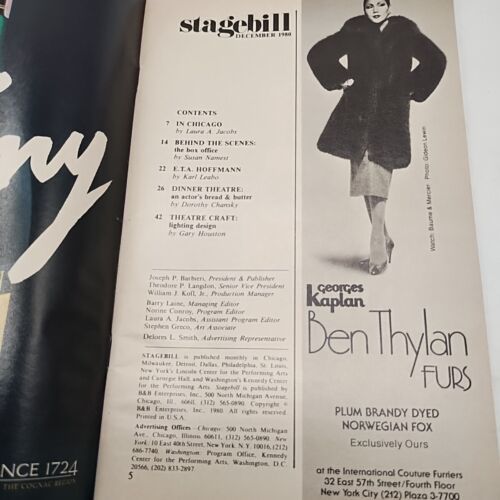 ny
NCE 1724
THE COGNAC REGION
stagebill
DECEMBER 1980
CONTENTS
7 IN CHICAGO
by Laura A. Jacobs
14 BEHIND THE SCENES:
the box office
by Susan Namest
22 E.T.A. HOFFMANN
by Karl Leabo
26 DINNER THEATRE:
an actor's bread & butter
by Dorothy Chansky
42 THEATRE CRAFT:
lighting design
by Gary Houston
Joseph P. Barbieri, President & Publisher
Theodore P. Langdon, Senior Vice President
William J. Koll, Jr., Production Manager
Barry Laine, Managing Editor
Norine Conroy, Program Editor
Laura A. Jacobs, Assistant Program Editor
Stephen Greco, Art Associate
Delores L. Smith, Advertising Representative
STAGEBILL is published monthly in Chicago,
Milwaukee, Detroit, Dallas, Philadelphia, St. Louis,
New York's Lincoln Center for the Performing Arts
and Carnegie Hall, and Washington's Kennedy Center
for the Performing Arts. Stagebill is published by
B&B Enterprises, Inc., 500 North Michigan Avenue,
Chicago, Ill. 60611, (312) 565-0890. Copyright ©
B&B Enterprises, Inc., 1980. All rights reserved.
Printed in U.S.A.
Advertising Offices - Chicago: 500 North Michigan
Ave., Chicago, Illinois 60611, (312) 565-0890. New
York: 10 East 40th Street, New York, N.Y. 10016, (212)
686-7740. Washington: Program Office, Kennedy
Center for the Performing Arts, Washington, D.C.
20566, (202) 833-2897.
5
Watch: Baume & Mercier Photo: Gideon Lewin
georges
kaplan
Ben Thylan
FURS
PLUM BRANDY DYED
NORWEGIAN FOX
Exclusively Ours
at the International Couture Furriers
32 East 57th Street/Fourth Floor
New York City (212) Plaza 3-7700